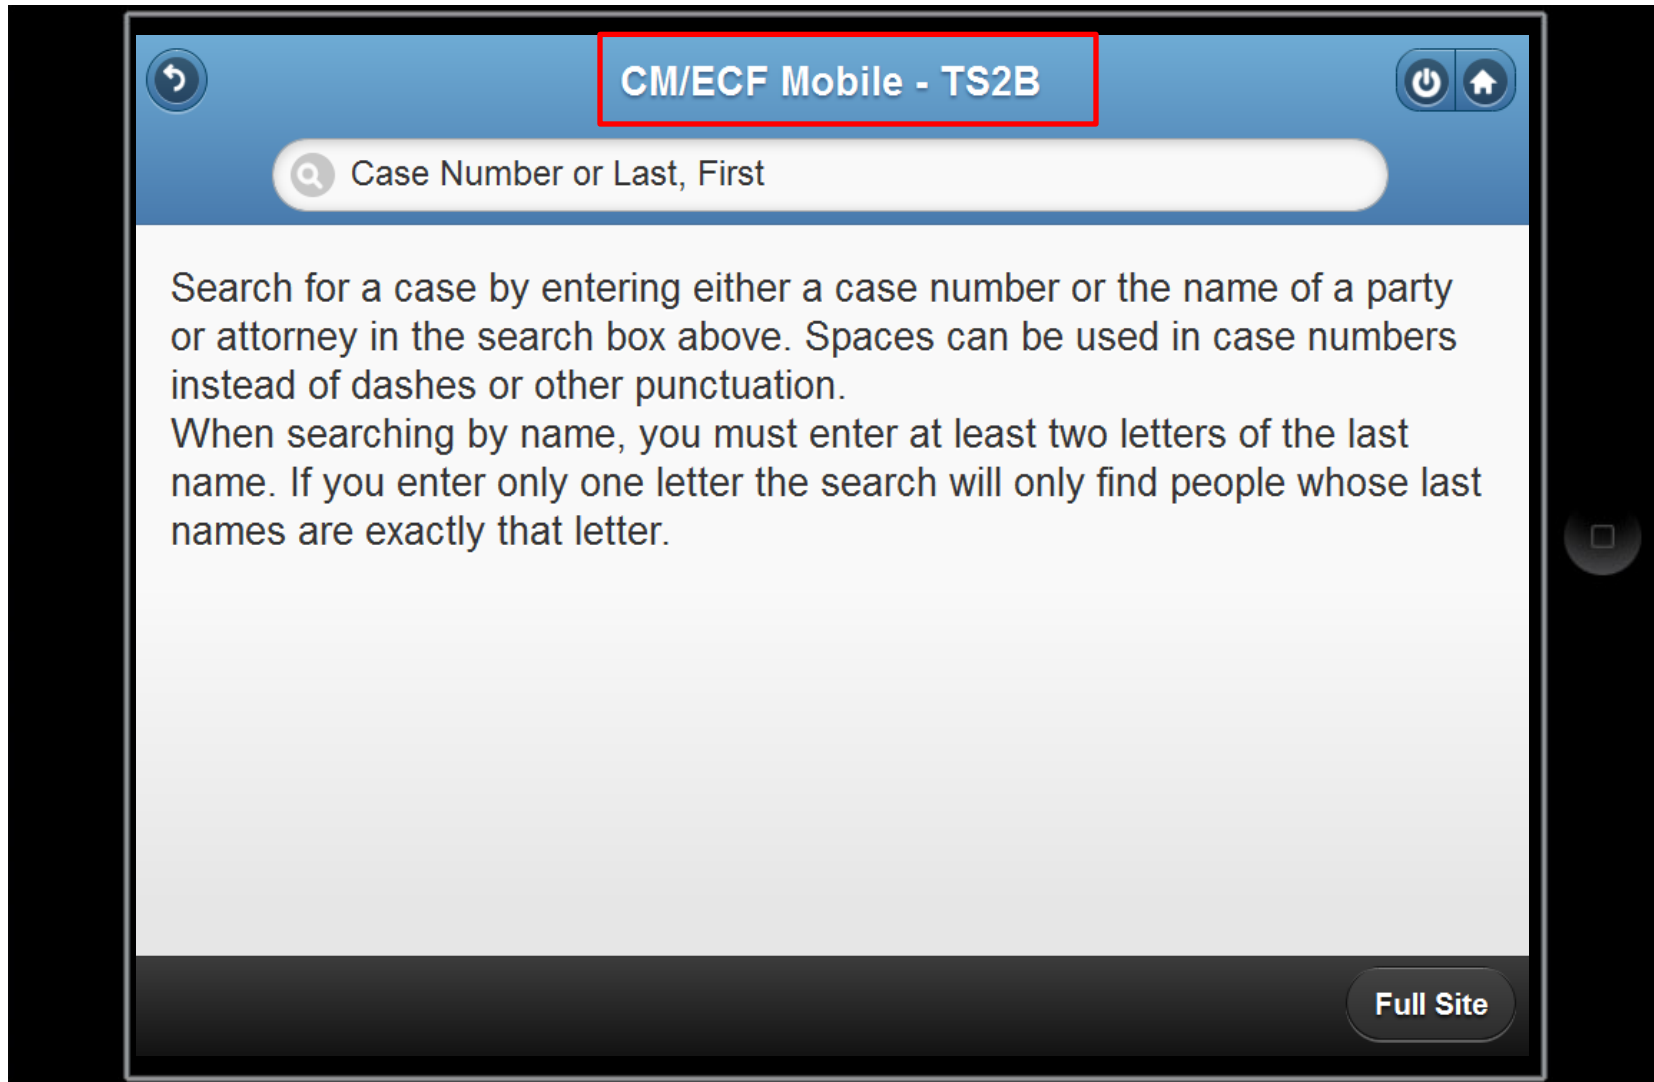 CM/ECF Mobile - TS2B
Case Number or Last, First
Search for a case by entering either a case number or the name of a party
or attorney in the search box above. Spaces can be used in case numbers
instead of dashes or other punctuation.
When searching by name, you must enter at least two letters of the last
name. If you enter only one letter the search will only find people whose last
names are exactly that letter.
Full Site